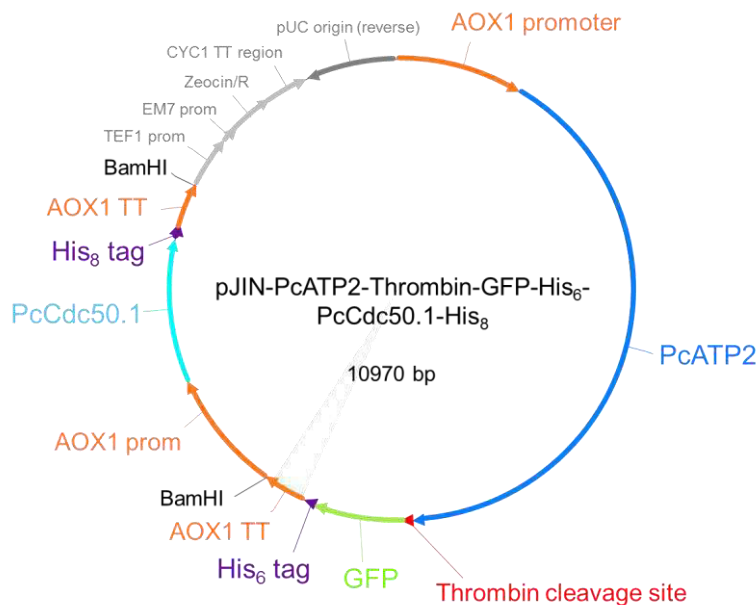 pUC origin (reverse)
AOX1 promoter
CYC1 TT region
Zeocin/R
EM7 prom
TEF1 prom
BamHI
AOX1 TT
His8 tag
PcCdc50.1
pJIN-PcATP2-Thrombin-GFP-His6-
PcCdc50.1-His8
10970 bp
PcATP2
AOX1 prom
BamHI
AOX1 TT
His6 tag
GFP
Thrombin cleavage site